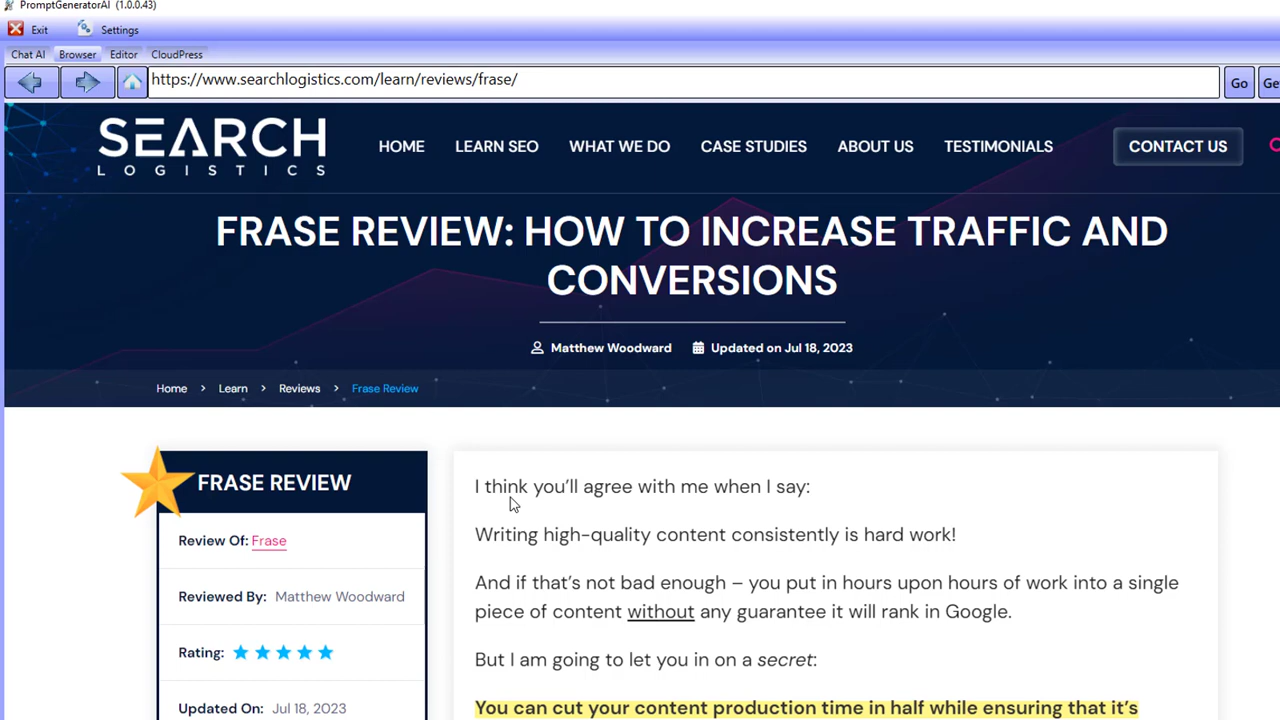 PromptGeneratorAI (1.0.0.43)
Exit Settings
Chat AI Browser Editor CloudPress
https://www.searchlogistics.com/learn/reviews/frase/ Go
SEARCH
LOGISTICS
HOME LEARN SEO WHAT WE DO CASE STUDIES ABOUT US TESTIMONIALS CONTACT US
FRASE REVIEW: HOW TO INCREASE TRAFFIC AND
CONVERSIONS
Matthew Woodward Updated on Jul 18, 2023
Home > Learn > Reviews > Frase Review
FRASE REVIEW
Review Of: Frase
Reviewed By: Matthew Woodward
Rating:
Updated On: Jul 18, 2023
I think you’ll agree with me when I say:
Writing high-quality content consistently is hard work!
And if that’s not bad enough – you put in hours upon hours of work into a single
piece of content without any guarantee it will rank in Google.
But I am going to let you in on a secret:
You can cut your content production time in half while ensuring that it’s